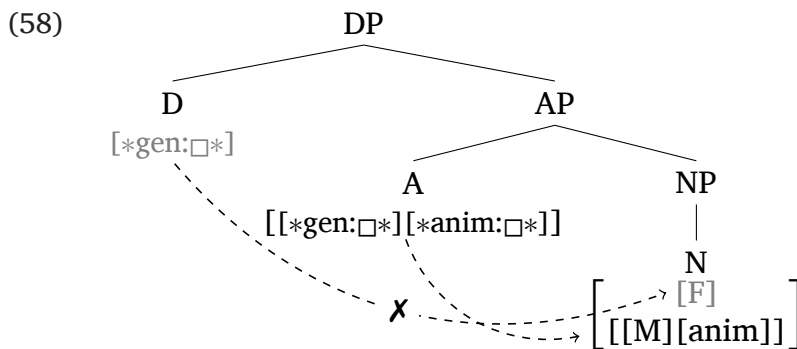 (58) DP
D AP
[∗gen:□∗]
A NP
[[∗gen:□∗][∗anim:□∗]]
N
[F]
✗
[[M][anim]]